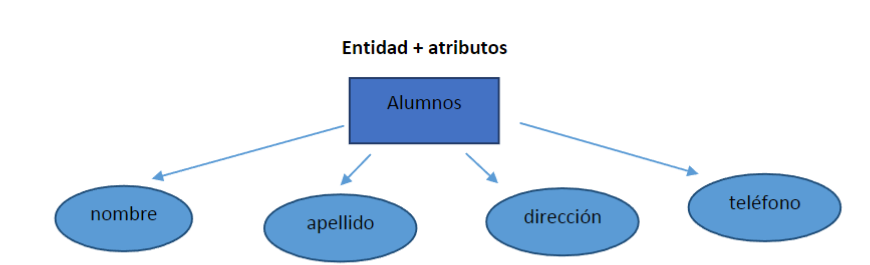 Entidad + atributos
Alumnos
nombre
apellido
dirección
teléfono